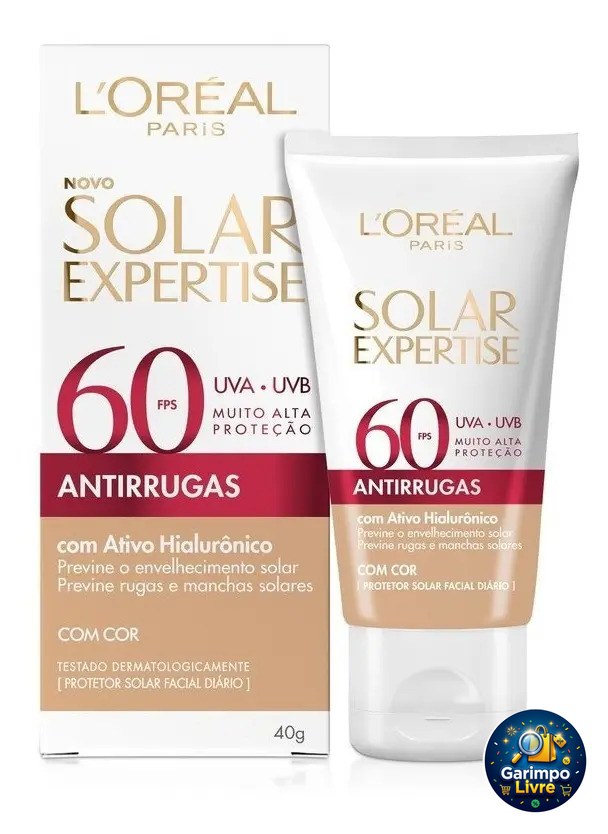 L'ORÉAL
PARIS
NOVO
SOLAR
EXPERTISE
60
FPS
UVA • UVB
MUITO ALTA
PROTEÇÃO
ANTIRRUGAS
com Ativo Hialurônico
Previne o envelhecimento solar
Previne rugas e manchas solares
COM COR
TESTADO DERMATOLOGICAMENTE
[ PROTETOR SOLAR FACIAL DIÁRIO ]
40g
L'ORÉAL
PARIS
SOLAR
EXPERTISE
60
FPS
UVA • UVB
MUITO ALTA
PROTEÇÃO
ANTIRRUGAS
com Ativo Hialurônico
Previne o envelhecimento solar
Previne rugas e manchas solares
COM COR
[ PROTETOR SOLAR FACIAL DIÁRIO ]
Garimpo
Livre